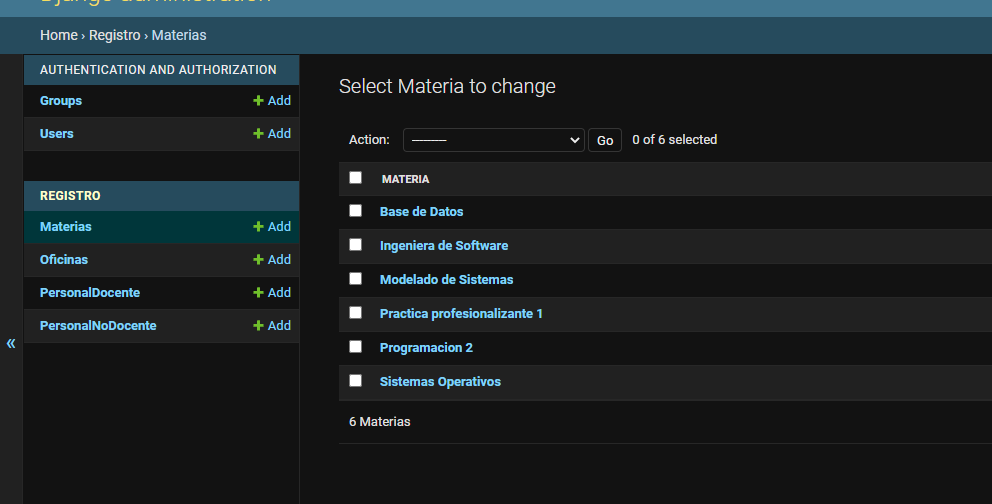 Django administration
Home › Registro › Materias
AUTHENTICATION AND AUTHORIZATION
Groups + Add
Users + Add
REGISTRO
Materias + Add
Oficinas + Add
PersonalDocente + Add
PersonalNoDocente + Add
«
Select Materia to change
Action: --------- Go 0 of 6 selected
MATERIA
Base de Datos
Ingeniera de Software
Modelado de Sistemas
Practica profesionalizante 1
Programacion 2
Sistemas Operativos
6 Materias